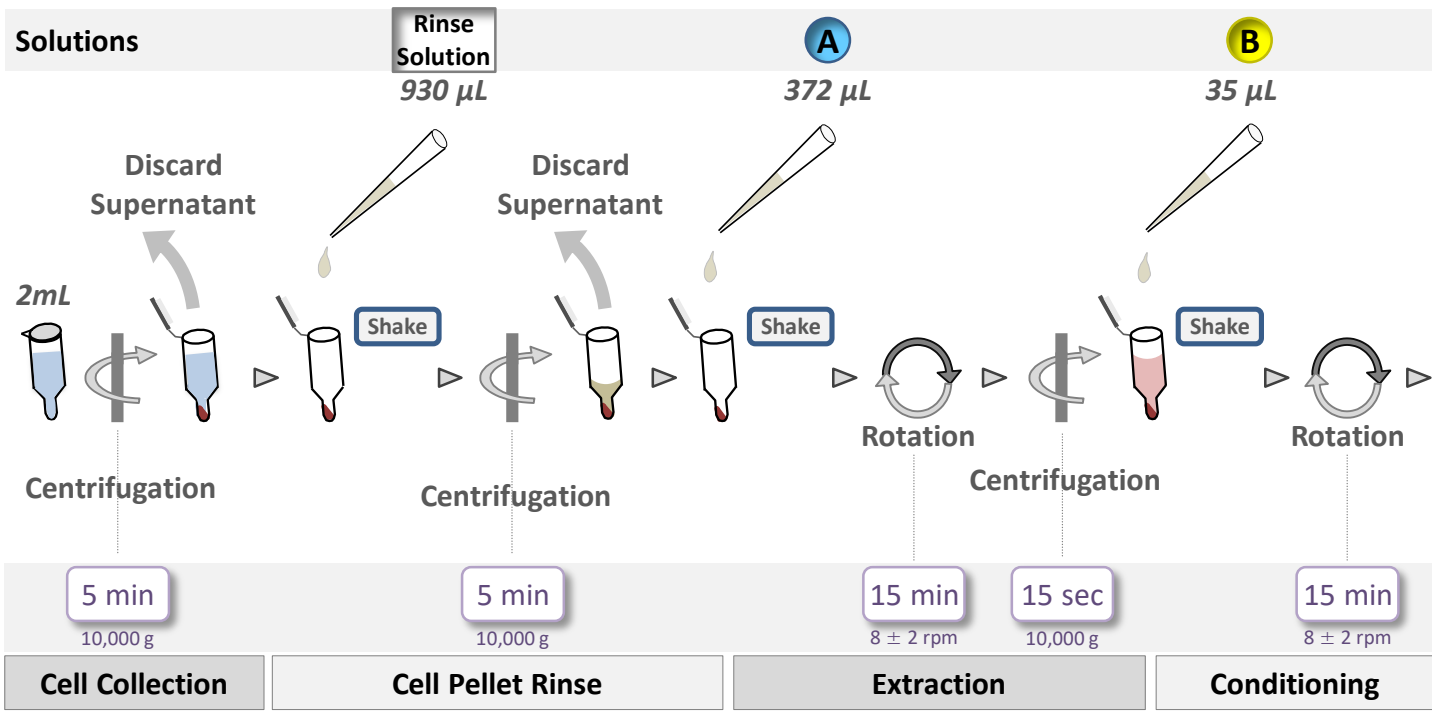 Solutions
Rinse
Solution
A
B
930 µL
372 µL
35 µL
Discard
Supernatant
Discard
Supernatant
2mL
Shake
Shake
Shake
Rotation
Rotation
Centrifugation
Centrifugation
Centrifugation
5 min
5 min
15 min
15 sec
15 min
10,000 g
10,000 g
8 ± 2 rpm
10,000 g
8 ± 2 rpm
Cell Collection
Cell Pellet Rinse
Extraction
Conditioning